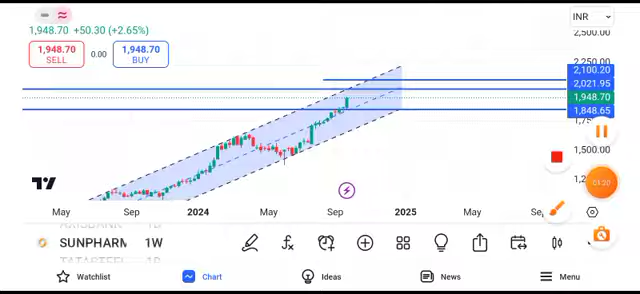 INR
1,948.70 +50.30 (+2.65%)
2,500.00
1,948.70
SELL
0.00
1,948.70
BUY
2,250.00
2,100.20
2,021.95
1,948.70
1,848.65
1,500.00
01:20
May
Sep
2024
May
Sep
2025
May
SUNPHARM
1W
Watchlist
Chart
Ideas
News
Menu